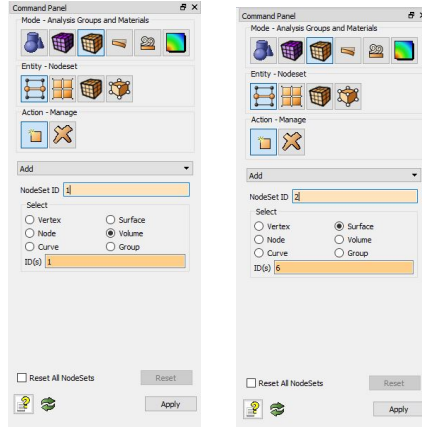 Command Panel
Mode - Analysis Groups and Materials
Entity - Nodeset
Action - Manage
Add
NodeSet ID 1
Select
Vertex Surface
Node Volume
Curve Group
ID(s) 1
Reset All NodeSets Reset
Apply
Command Panel
Mode - Analysis Groups and Materials
Entity - Nodeset
Action - Manage
Add
NodeSet ID 2
Select
Vertex Surface
Node Volume
Curve Group
ID(s) 6
Reset All NodeSets Reset
Apply